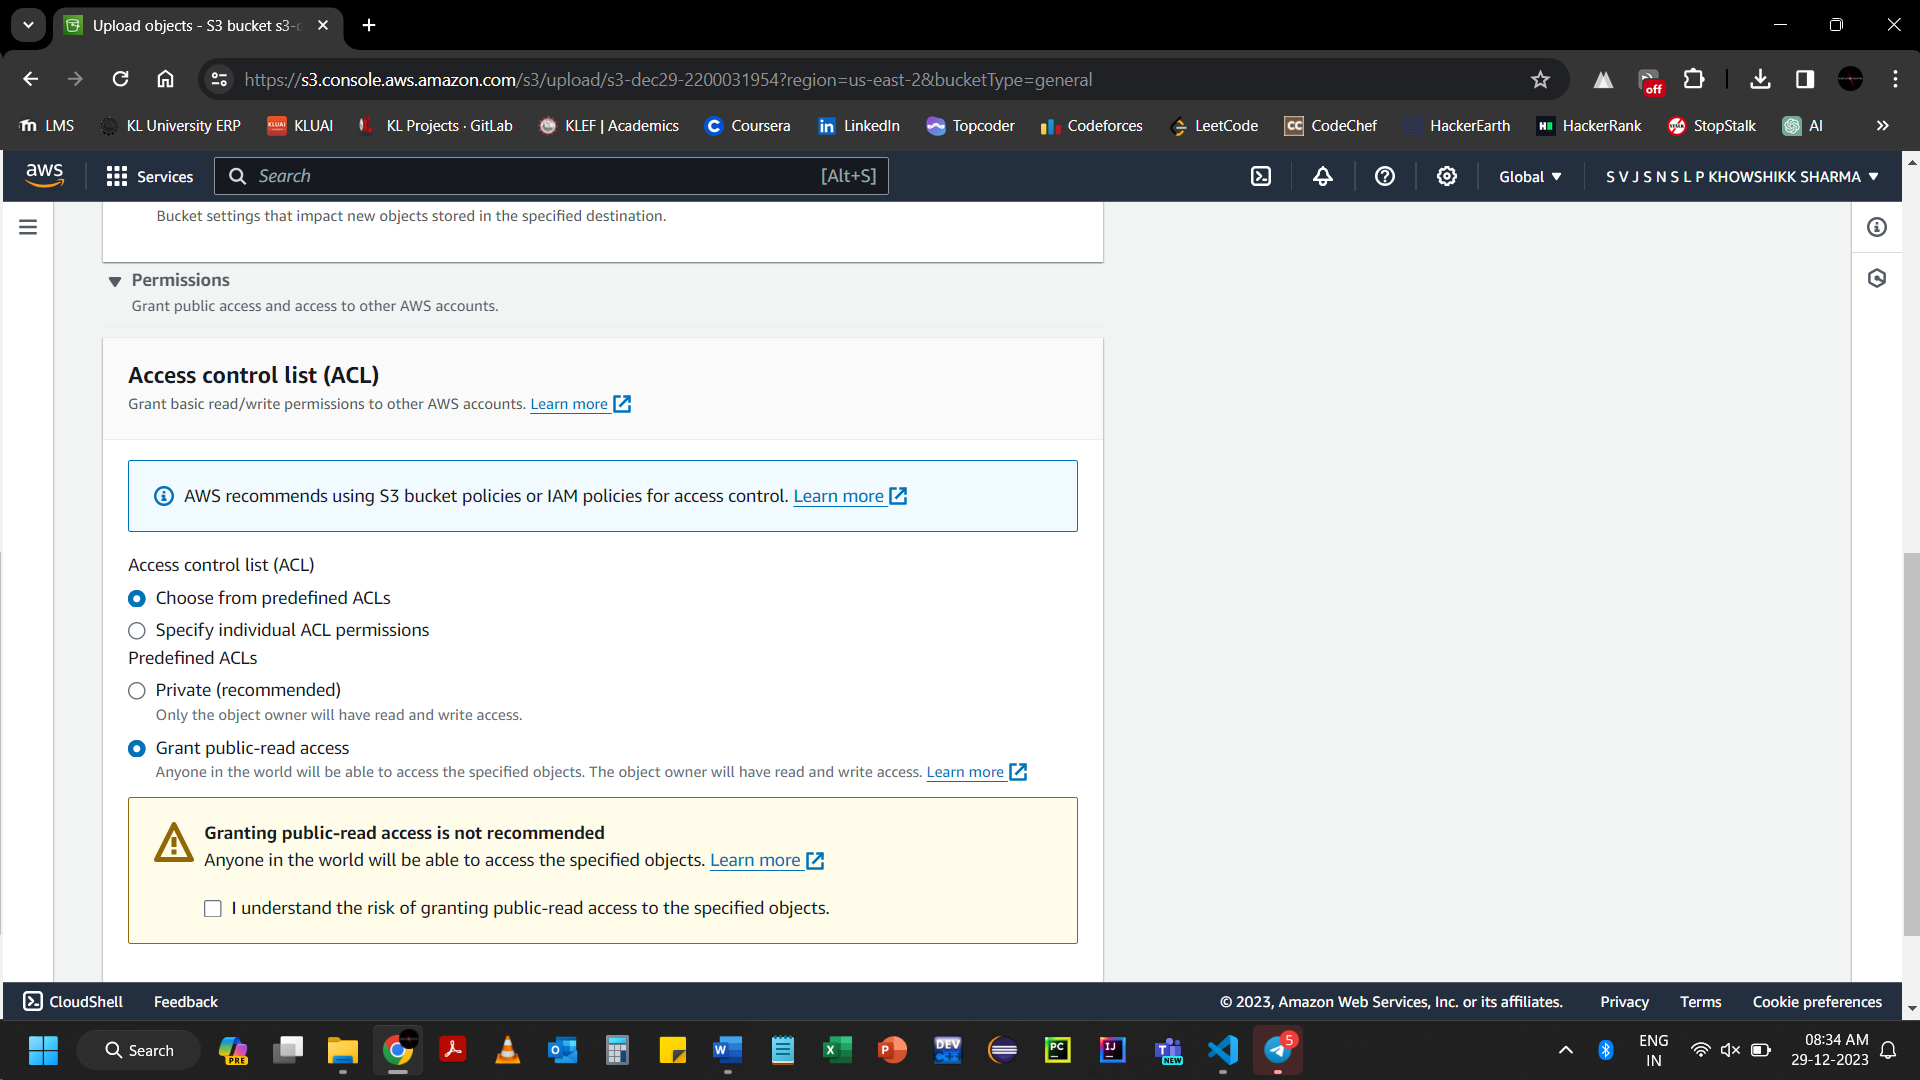 Upload objects - S3 bucket s3-
https://s3.console.aws.amazon.com/s3/upload/s3-dec29-2200031954?region=us-east-2&bucketType=general
off
LMS
KL University ERP
KLUAI
KL Projects · GitLab
KLEF | Academics
Coursera
LinkedIn
Topcoder
Codeforces
LeetCode
CodeChef
HackerEarth
HackerRank
StopStalk
AI
aws
Services
Search
[Alt+S]
Global
S V J S N S L P KHOWSHIKK SHARMA
Bucket settings that impact new objects stored in the specified destination.
Permissions
Grant public access and access to other AWS accounts.
Access control list (ACL)
Grant basic read/write permissions to other AWS accounts. Learn more
AWS recommends using S3 bucket policies or IAM policies for access control. Learn more
Access control list (ACL)
Choose from predefined ACLs
Specify individual ACL permissions
Predefined ACLs
Private (recommended)
Only the object owner will have read and write access.
Grant public-read access
Anyone in the world will be able to access the specified objects. The object owner will have read and write access. Learn more
Granting public-read access is not recommended
Anyone in the world will be able to access the specified objects. Learn more
I understand the risk of granting public-read access to the specified objects.
CloudShell
Feedback
© 2023, Amazon Web Services, Inc. or its affiliates.
Privacy
Terms
Cookie preferences
Search
PRE
DEV
C++
PC
IJ
NEW
5
ENG
IN
08:34 AM
29-12-2023